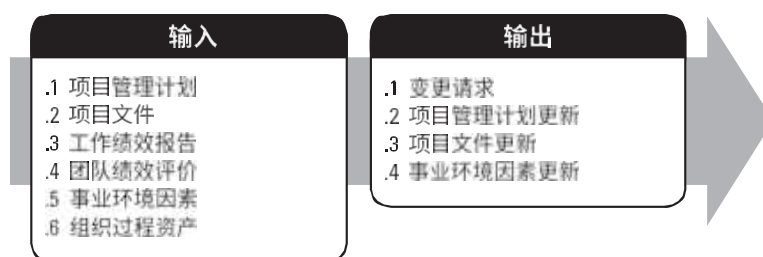 输入
.1 项目管理计划
.2 项目文件
.3 工作绩效报告
.4 团队绩效评价
.5 事业环境因素
.6 组织过程资产
输出
.1 变更请求
.2 项目管理计划更新
.3 项目文件更新
.4 事业环境因素更新